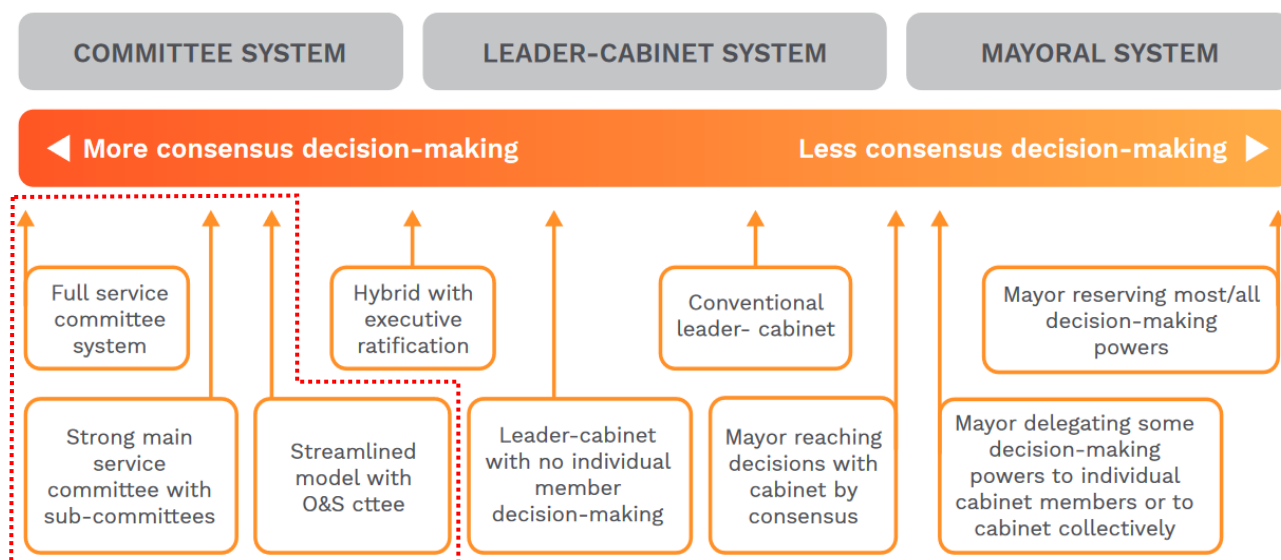 COMMITTEE SYSTEM
LEADER-CABINET SYSTEM
MAYORAL SYSTEM
More consensus decision-making
Less consensus decision-making
Full service
committee
system
Hybrid with
executive
ratification
Conventional
leader- cabinet
Mayor reserving most/all
decision-making
powers
Strong main
service
committee with
sub-committees
Streamlined
model with
O&S cttee
Leader-cabinet
with no individual
member
decision-making
Mayor reaching
decisions with
cabinet by
consensus
Mayor delegating some
decision-making
powers to individual
cabinet members or to
cabinet collectively